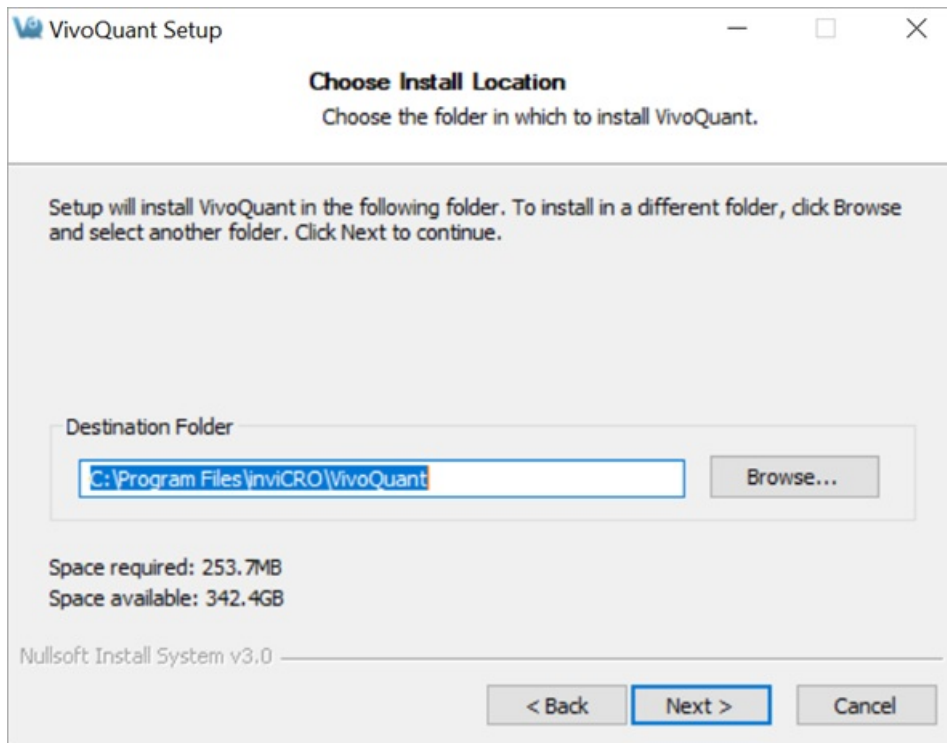 VivoQuant Setup
Choose Install Location
Choose the folder in which to install VivoQuant.
Setup will install VivoQuant in the following folder. To install in a different folder, click Browse
and select another folder. Click Next to continue.
Destination Folder
C:\Program Files\inviCRO\VivoQuant
Browse...
Space required: 253.7MB
Space available: 342.4GB
Nullsoft Install System v3.0
< Back
Next >
Cancel